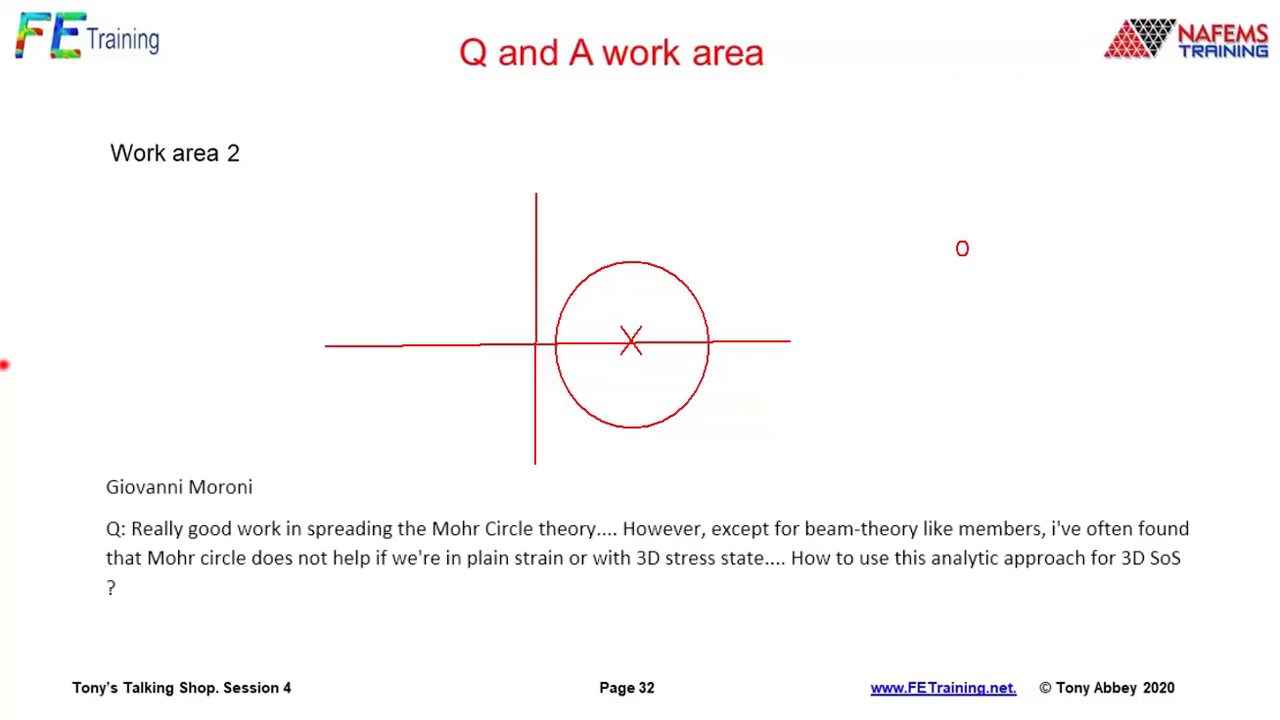 FE Training
Q and A work area
NAFEMS
TRAINING
Work area 2
Giovanni Moroni
Q: Really good work in spreading the Mohr Circle theory.... However, except for beam-theory like members, i've often found
that Mohr circle does not help if we're in plain strain or with 3D stress state.... How to use this analytic approach for 3D SoS
?
Tony's Talking Shop. Session 4
Page 32
www.FETraining.net.
© Tony Abbey 2020